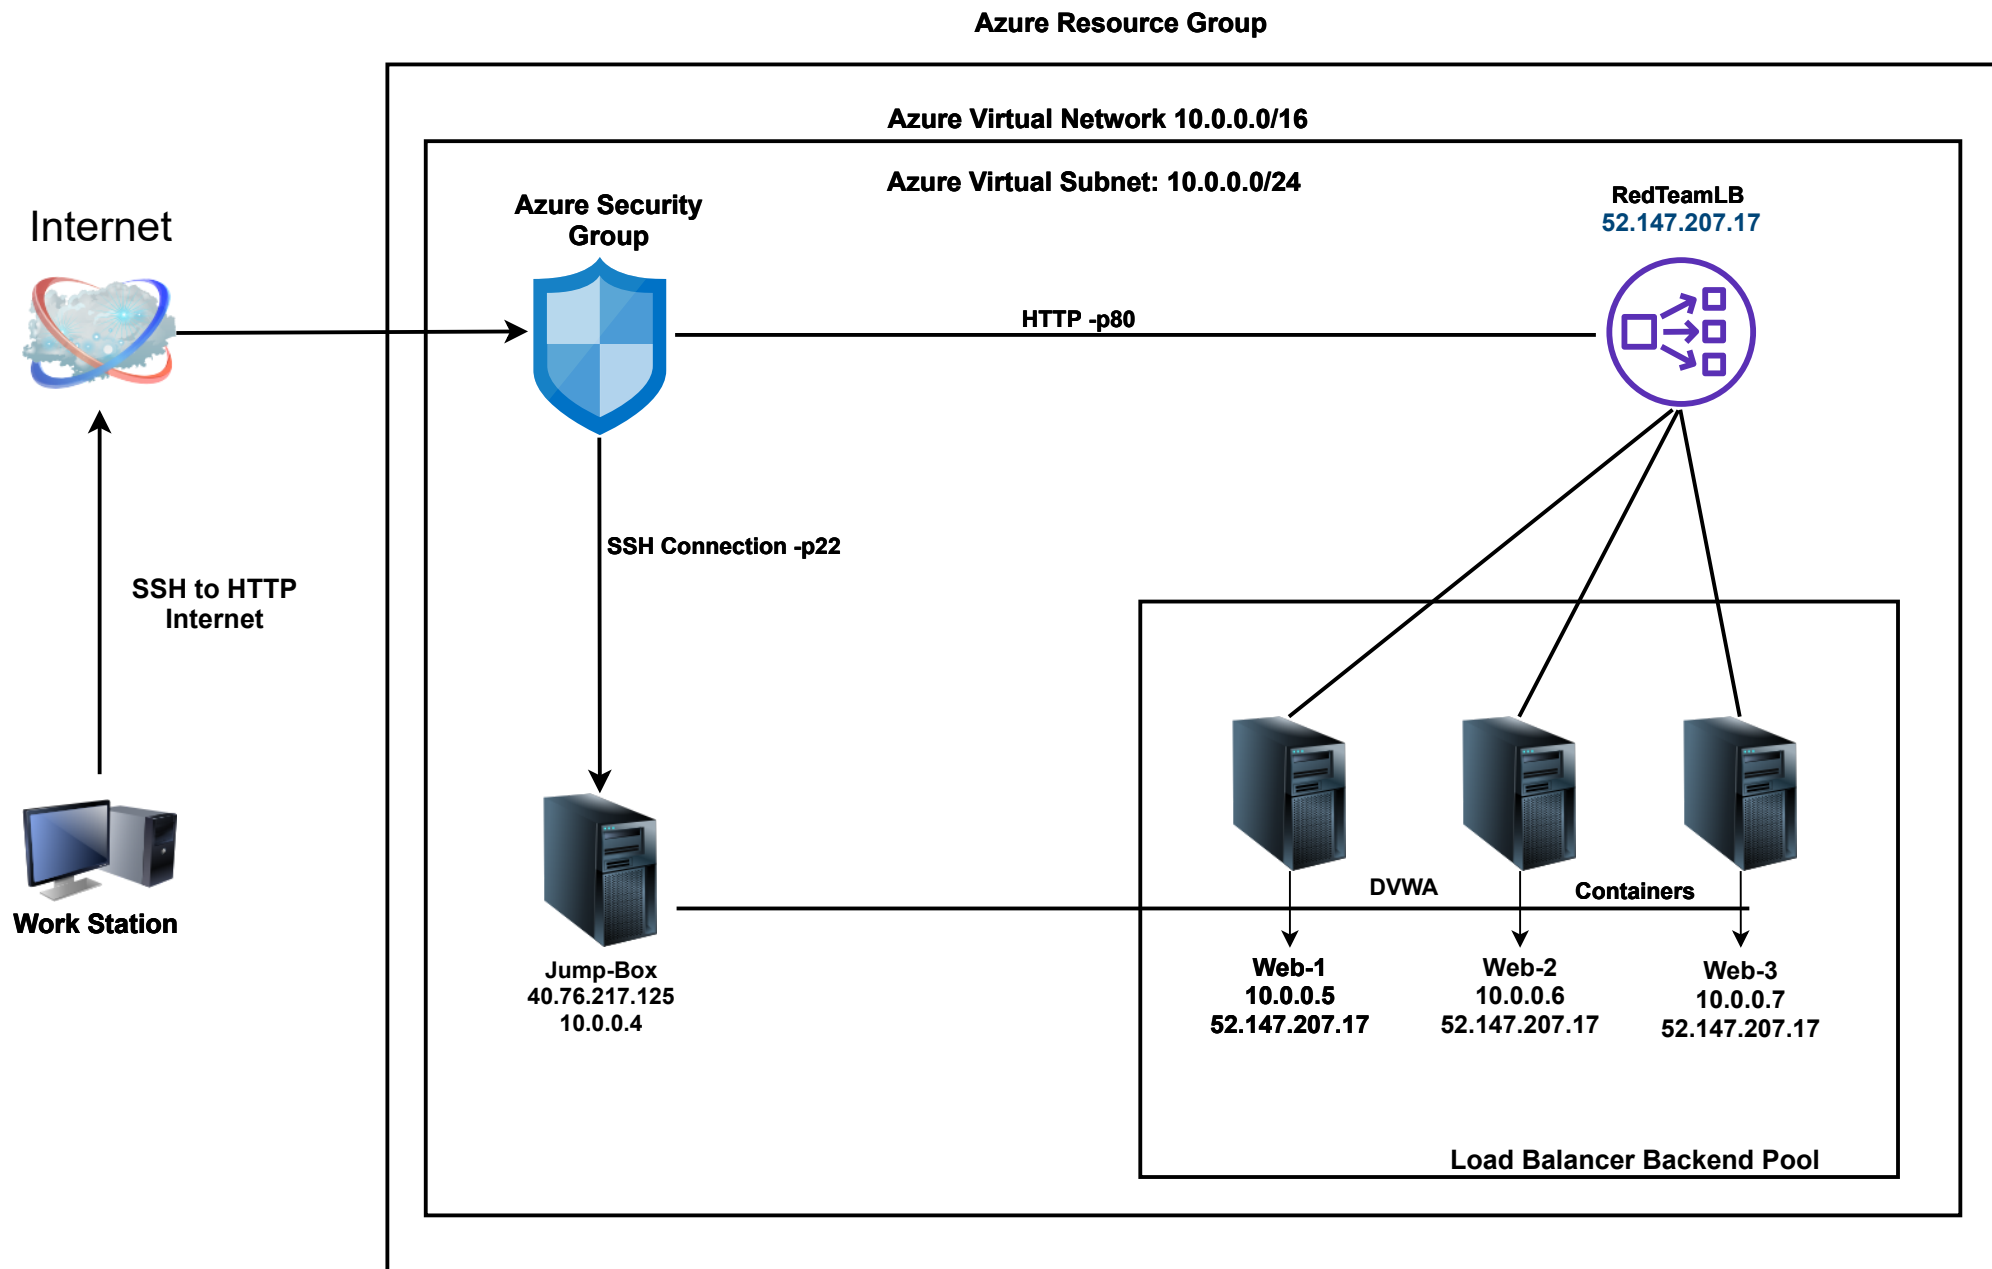 Azure Resource Group
Azure Virtual Network 10.0.0.0/16
Azure Virtual Subnet: 10.0.0.0/24
Azure Security
Group
RedTeamLB
52.147.207.17
Internet
HTTP -p80
SSH Connection -p22
SSH to HTTP
Internet
Work Station
DVWA
Containers
Jump-Box
40.76.217.125
10.0.0.4
Web-1
10.0.0.5
52.147.207.17
Web-2
10.0.0.6
52.147.207.17
Web-3
10.0.0.7
52.147.207.17
Load Balancer Backend Pool